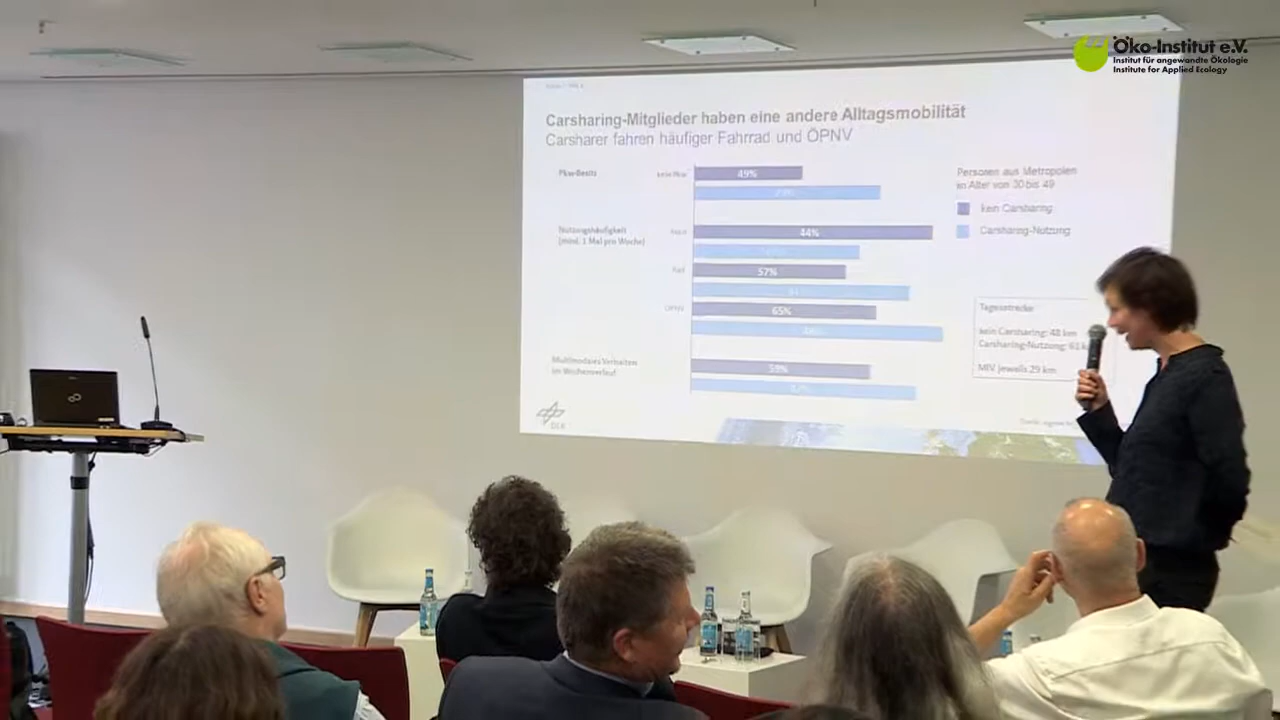 Öko-Institut e.V.
Institut für angewandte Ökologie
Institute for Applied Ecology
Carsharing-Mitglieder haben eine andere Alltagsmobilität
Carsharer fahren häufiger Fahrrad und ÖPNV
Pkw-Besitz
kein Pkw
49%
Personen aus Metropolen
im Alter von 30 bis 49
kein Carsharing
Carsharing-Nutzung
Nutzungshäufigkeit
(mind. 1 Mal pro Woche)
44%
57%
65%
Tagesstrecke
kein Carsharing: 48 km
Carsharing-Nutzung:
MIV jeweils 29 km
Multimodales Verhalten
im Wochenverlauf
59%
DLR